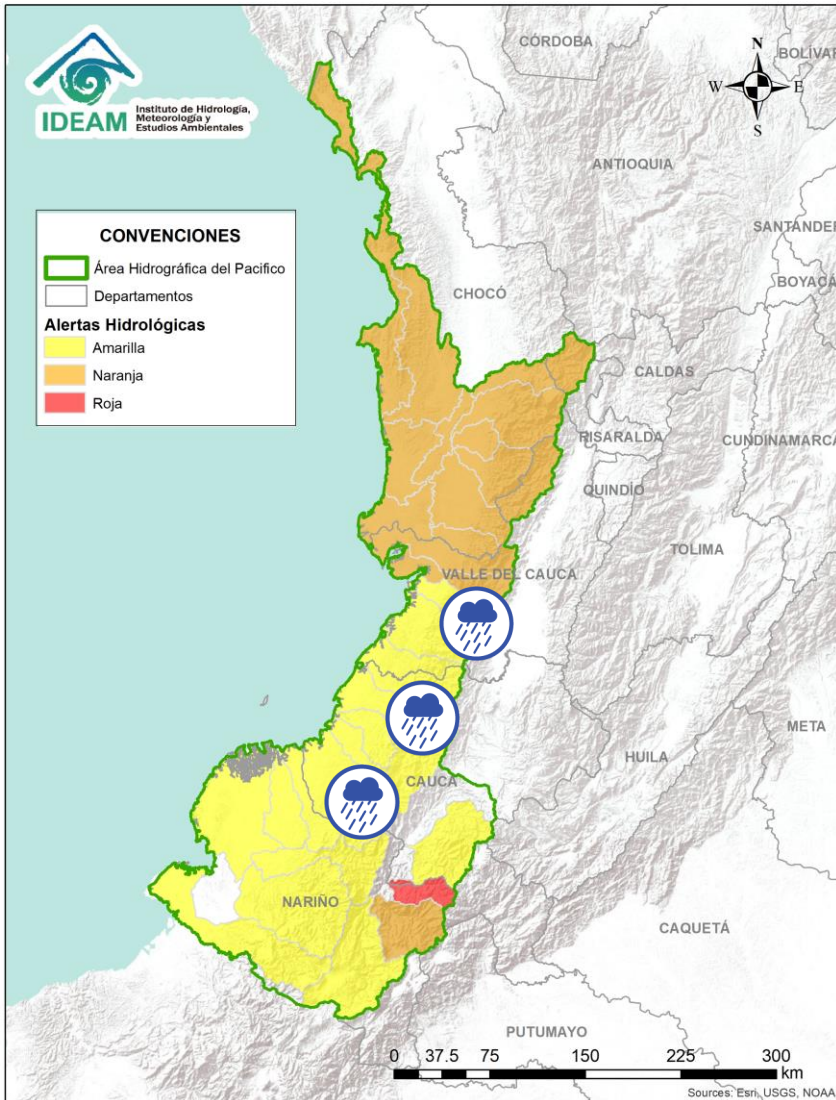 CÓRDOBA
BOLÍVAR
IDEAM
Instituto de Hidrología,
Meteorología y
Estudios Ambientales
N
W
E
S
ANTIOQUIA
CONVENCIONES
Área Hidrográfica del Pacifico
Departamentos
Alertas Hidrológicas
Amarilla
Naranja
Roja
SANTANDER
BOYACÁ
CHOCÓ
CALDAS
RISARALDA
CUNDINAMARCA
QUINDÍO
TOLIMA
VALLE DEL CAUCA
META
HUILA
CAUCA
NARIÑO
CAQUETÁ
PUTUMAYO
0 37.5 75 150 225 300
km
Sources: Esri, USGS, NOAA